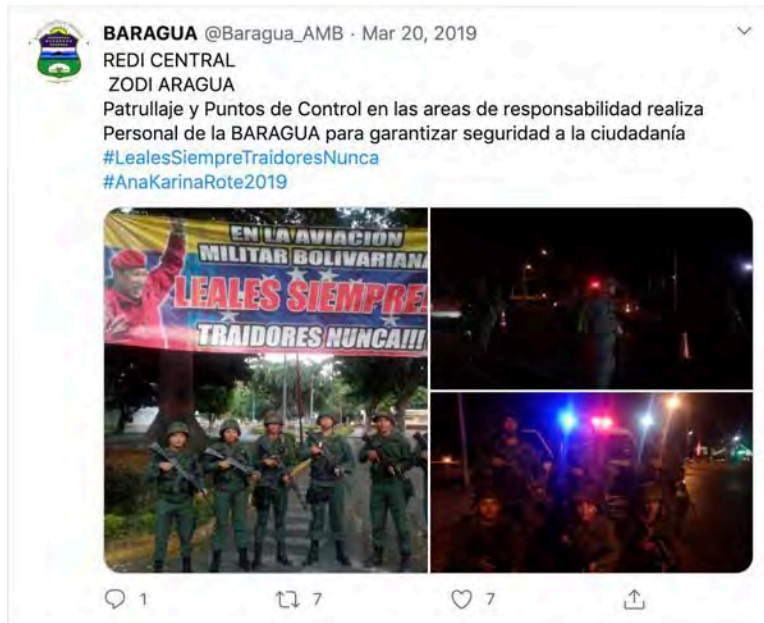 BARAGUA @Baragua_AMB · Mar 20, 2019
REDI CENTRAL
ZODI ARAGUA
Patrullaje y Puntos de Control en las areas de responsabilidad realiza
Personal de la BARAGUA para garantizar seguridad a la ciudadanía
#LealesSiempreTraidoresNunca
#AnaKarinaRote2019
EN LA AVIACIÓN
MILITAR BOLIVARIANA
LEALES SIEMPRE!
TRAIDORES NUNCA!!!
1 7 7